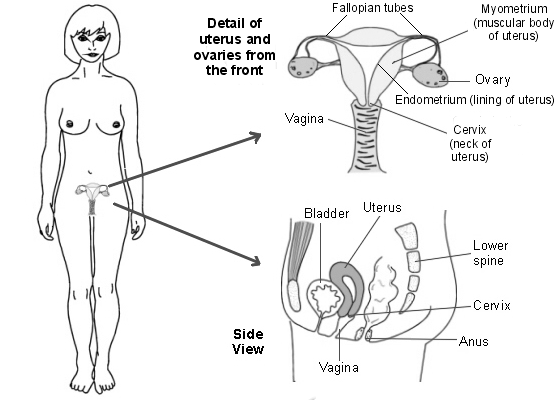 Detail of
uterus and
ovaries from
the front
Fallopian tubes
Myometrium
(muscular body
of uterus)
Ovary
Endometrium (lining of uterus)
Vagina
Cervix
(neck of
uterus)
Bladder
Uterus
Lower
spine
Cervix
Side
View
Anus
Vagina